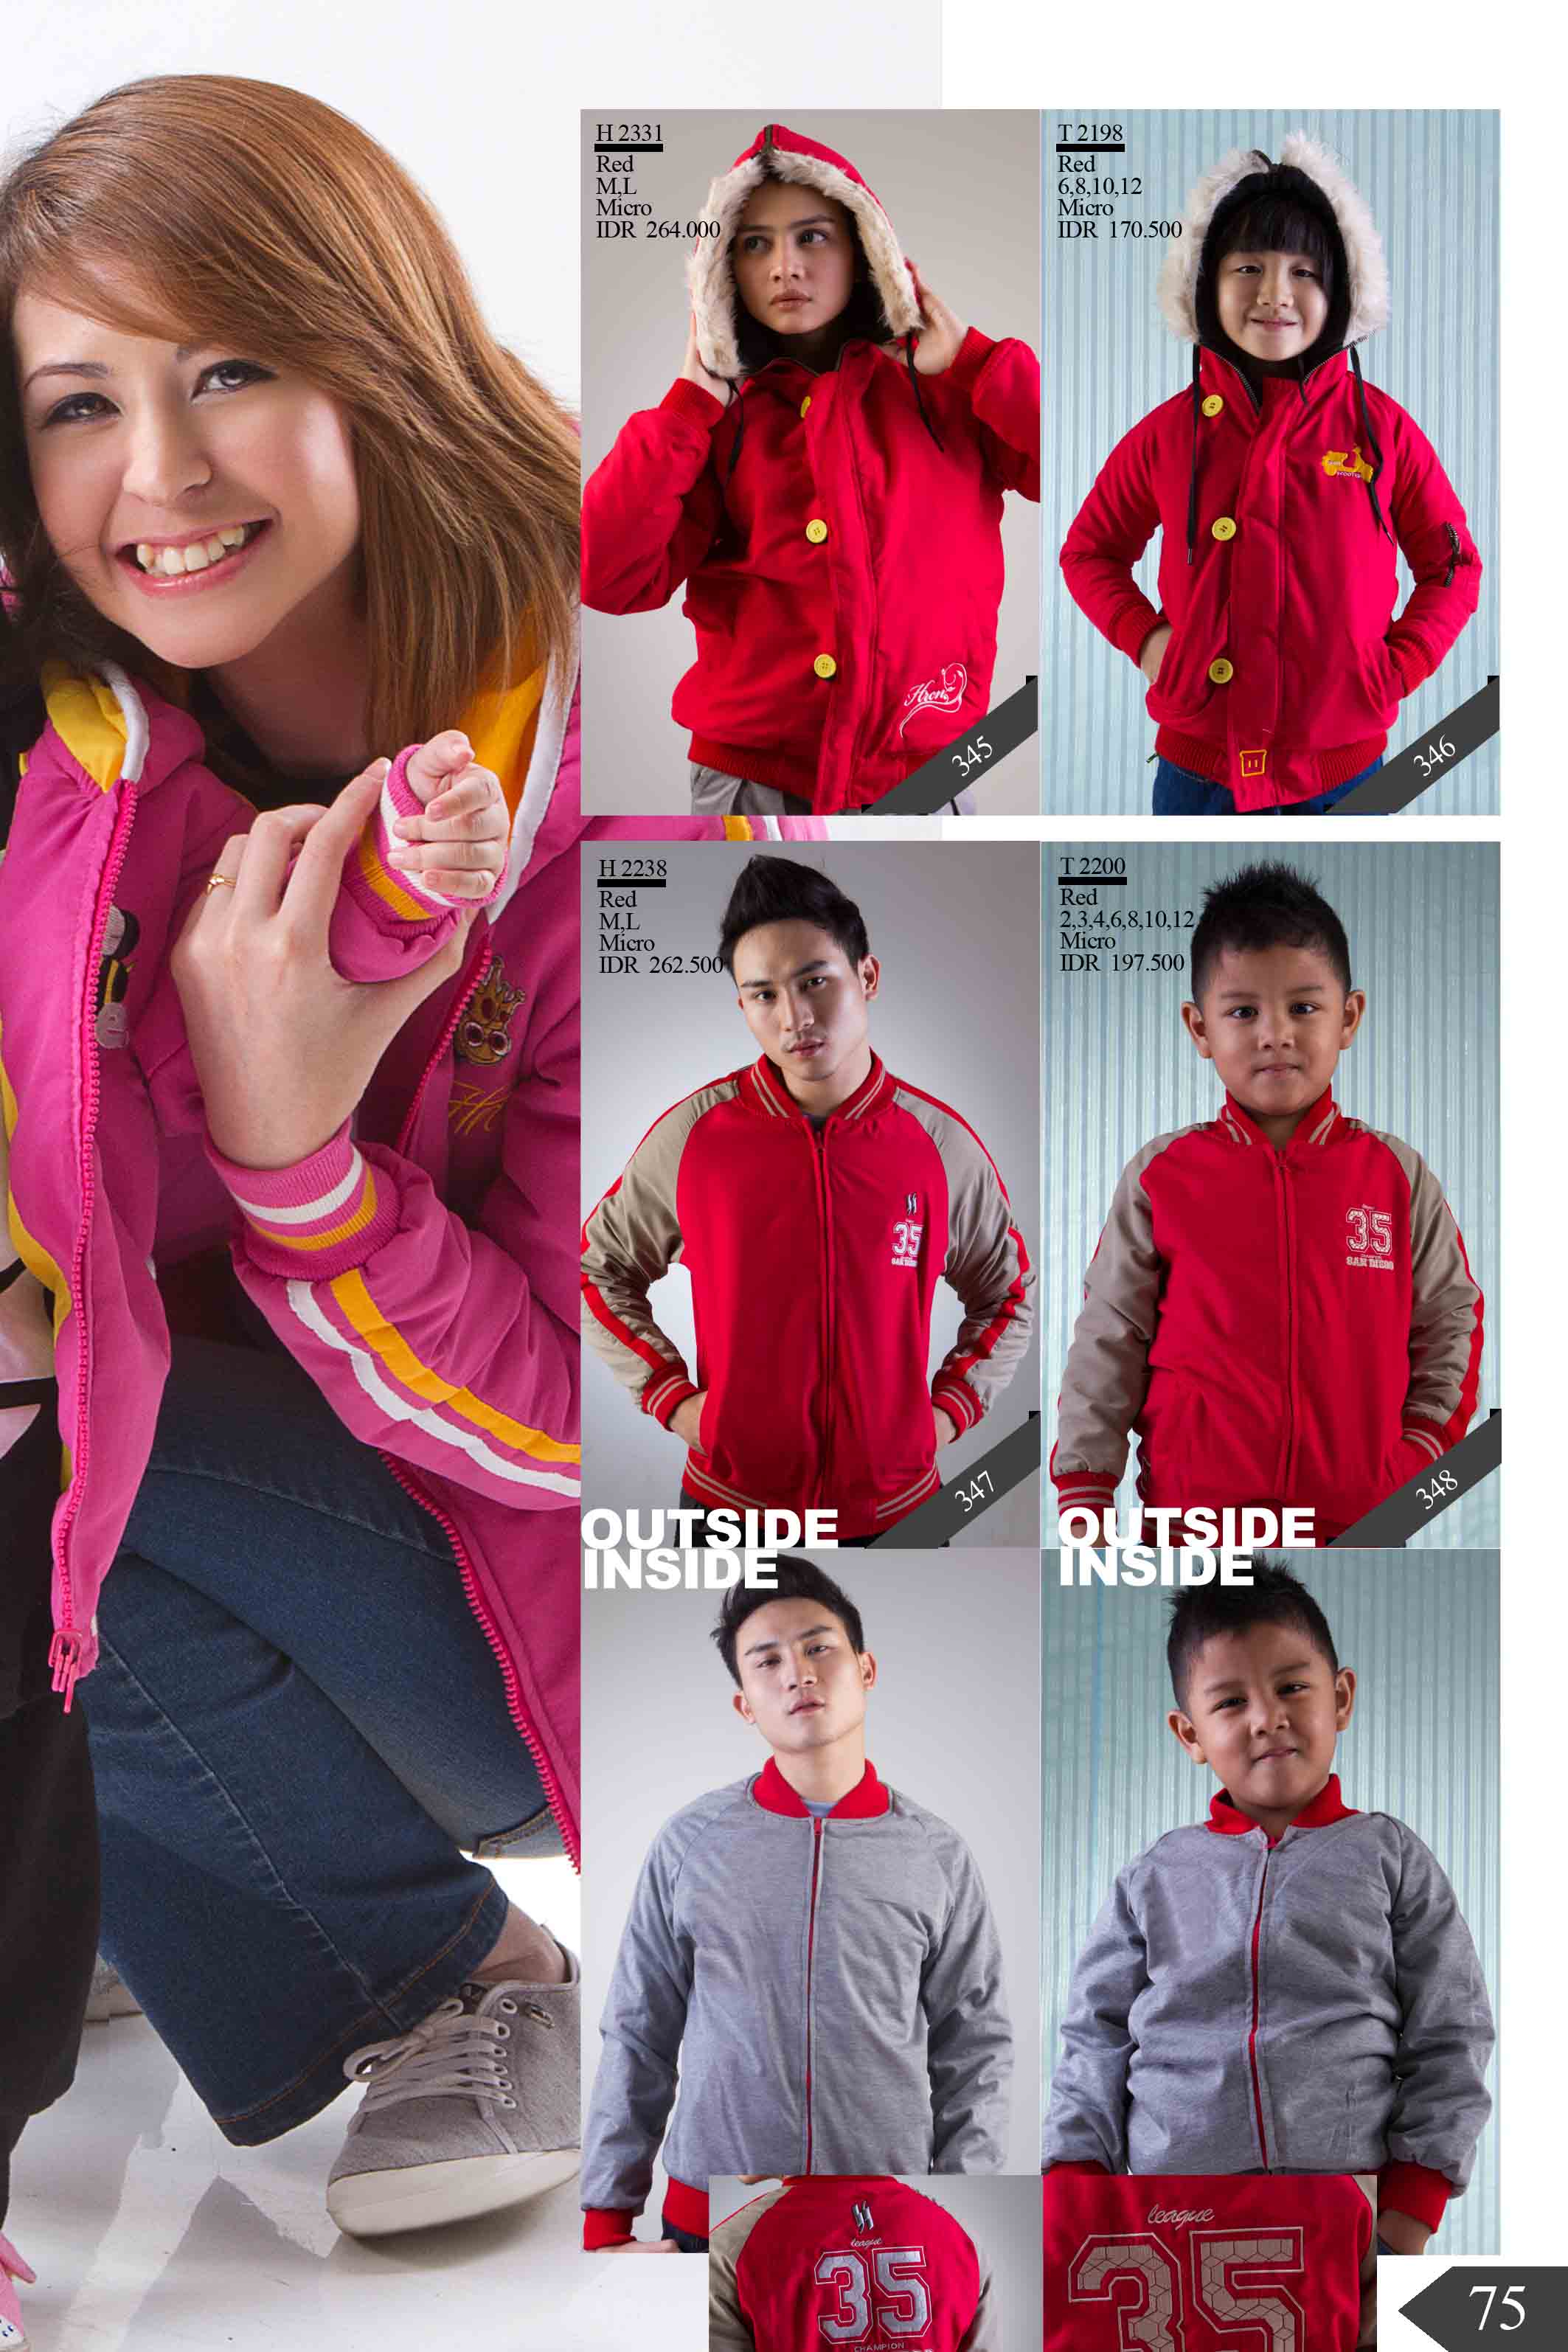 H 2331
Red
M,L
Micro
IDR 264.000
T 2198
Red
6,8,10,12
Micro
IDR 170.500
SCOOTER
345
346
H 2238
Red
M,L
Micro
IDR 262.500
T 2200
Red
2,3,4,6,8,10,12
Micro
IDR 197.500
35
35
SAN DIEGO
347
348
OUTSIDE
INSIDE
OUTSIDE
INSIDE
league
35
CHAMPION
league
35
75